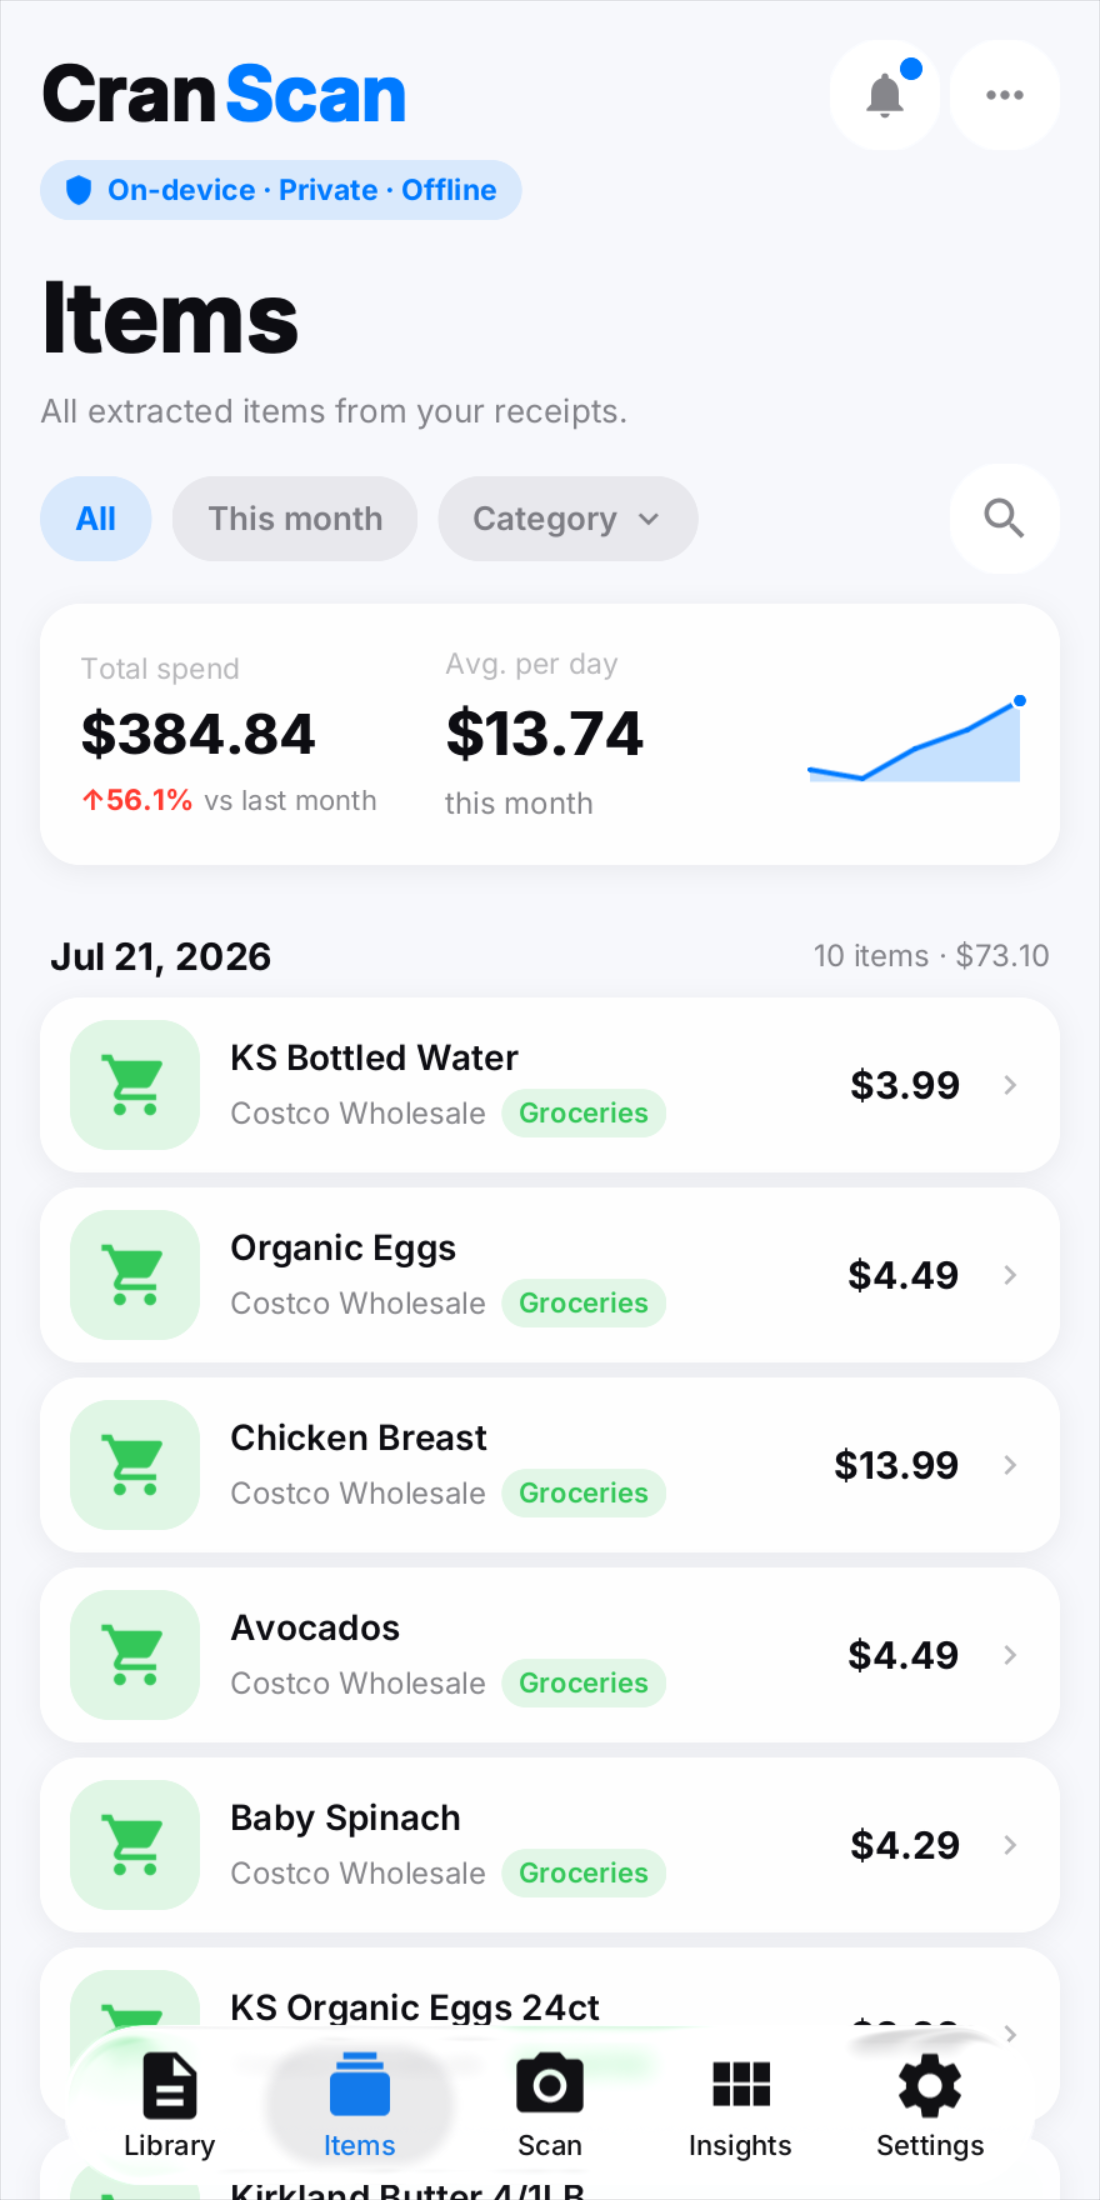 CranScan
On-device · Private · Offline
Items
All extracted items from your receipts.
All This month Category
Total spend Avg. per day
$384.84 $13.74
↑56.1% vs last month this month
Jul 21, 2026 10 items · $73.10
KS Bottled Water
Costco Wholesale Groceries $3.99
Organic Eggs
Costco Wholesale Groceries $4.49
Chicken Breast
Costco Wholesale Groceries $13.99
Avocados
Costco Wholesale Groceries $4.49
Baby Spinach
Costco Wholesale Groceries $4.29
KS Organic Eggs 24ct
Library Items Scan Insights Settings
Kirkland Butter 4/1LB